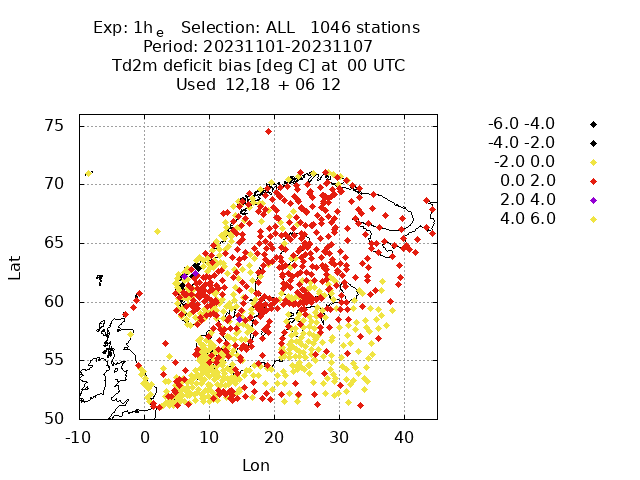 Exp: 1h e Selection: ALL 1046 stations
Period: 20231101-20231107
Td2m deficit bias [deg C] at 00 UTC
Used 12,18 + 06 12
-6.0 -4.0
-4.0 -2.0
-2.0 0.0
0.0 2.0
2.0 4.0
4.0 6.0
75
70
65
60
55
50
Lat
-10 0 10 20 30 40
Lon